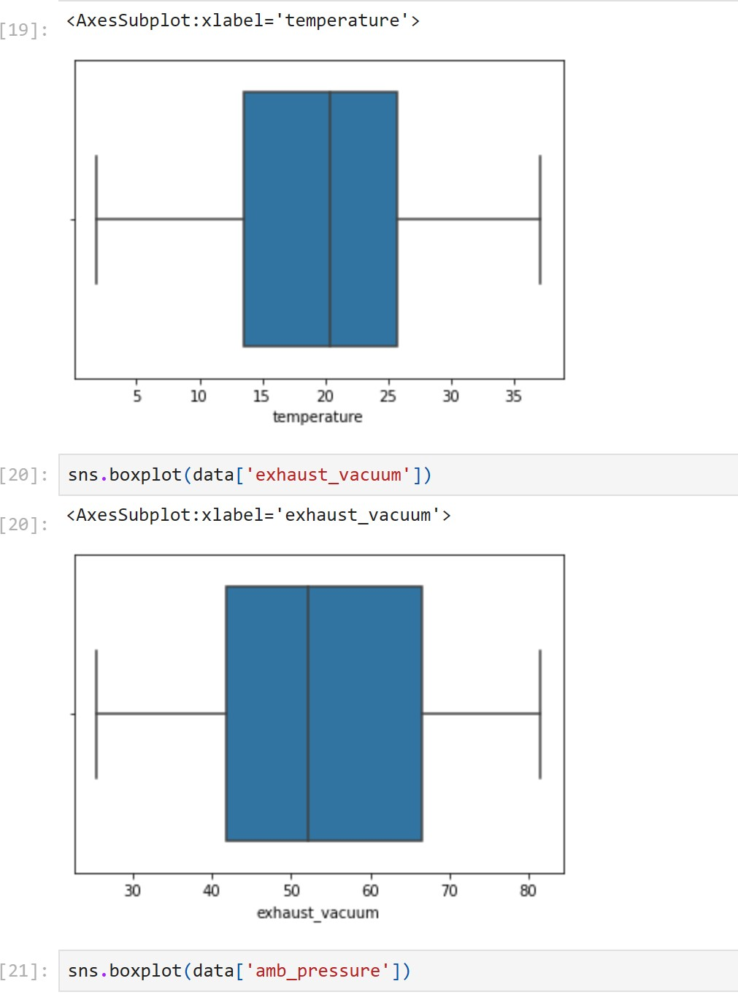 [19]:
<AxesSubplot:xlabel='temperature'>
5 10 15 20 25 30 35
temperature
[20]:
sns.boxplot(data['exhaust_vacuum'])
[20]:
<AxesSubplot:xlabel='exhaust_vacuum'>
30 40 50 60 70 80
exhaust_vacuum
[21]:
sns.boxplot(data['amb_pressure'])